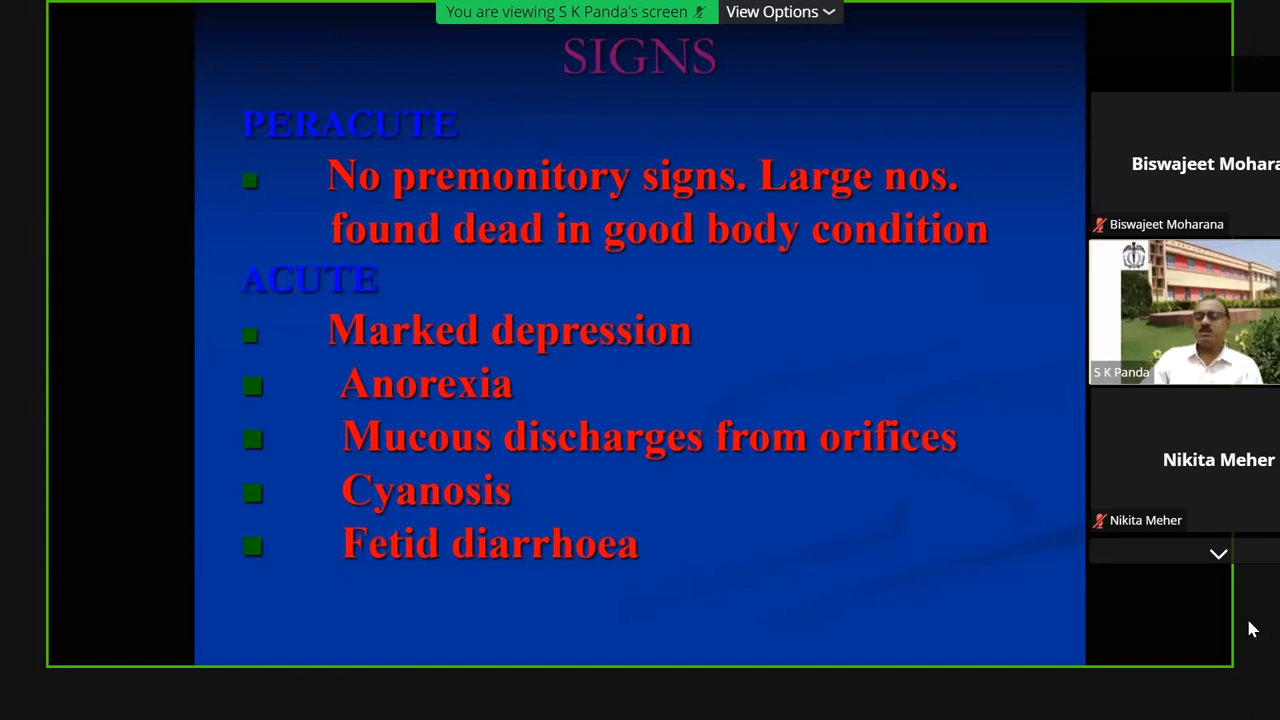 You are viewing S K Panda's screen
View Options
SIGNS
PERACUTE
No premonitory signs. Large nos.
found dead in good body condition
ACUTE
Marked depression
Anorexia
Mucous discharges from orifices
Cyanosis
Fetid diarrhoea
Biswajeet Mohara
Biswajeet Moharana
S K Panda
Nikita Meher
Nikita Meher